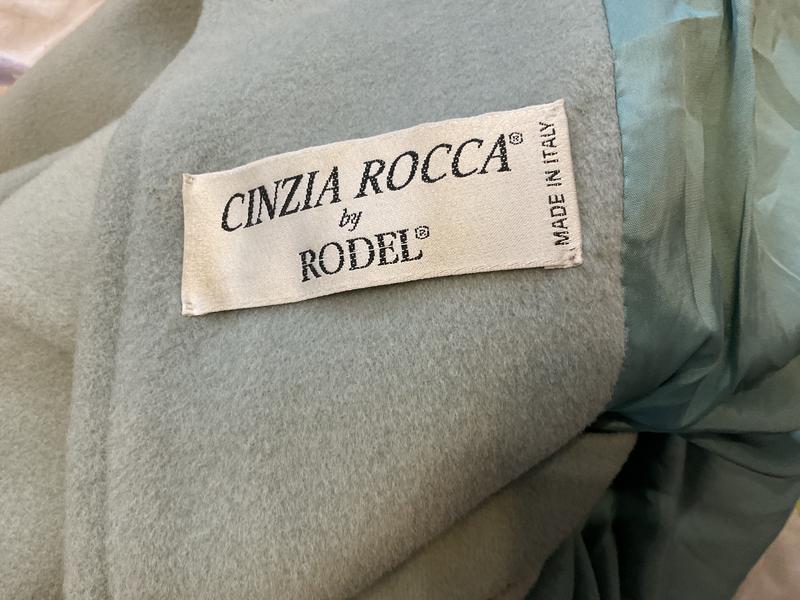 CINZIA ROCCA®
by
RODEL®
MADE IN ITALY